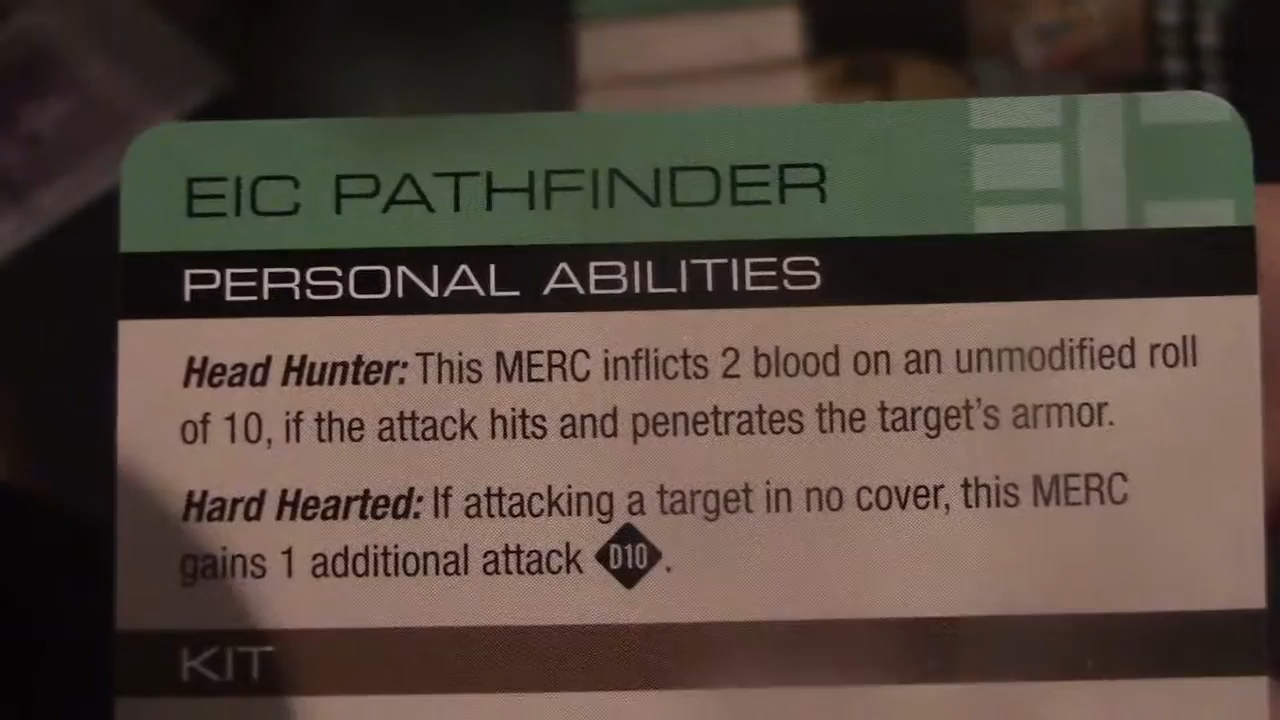 EIC PATHFINDER
PERSONAL ABILITIES
Head Hunter: This MERC inflicts 2 blood on an unmodified roll
of 10, if the attack hits and penetrates the target's armor.
Hard Hearted: If attacking a target in no cover, this MERC
gains 1 additional attack D10.
KIT